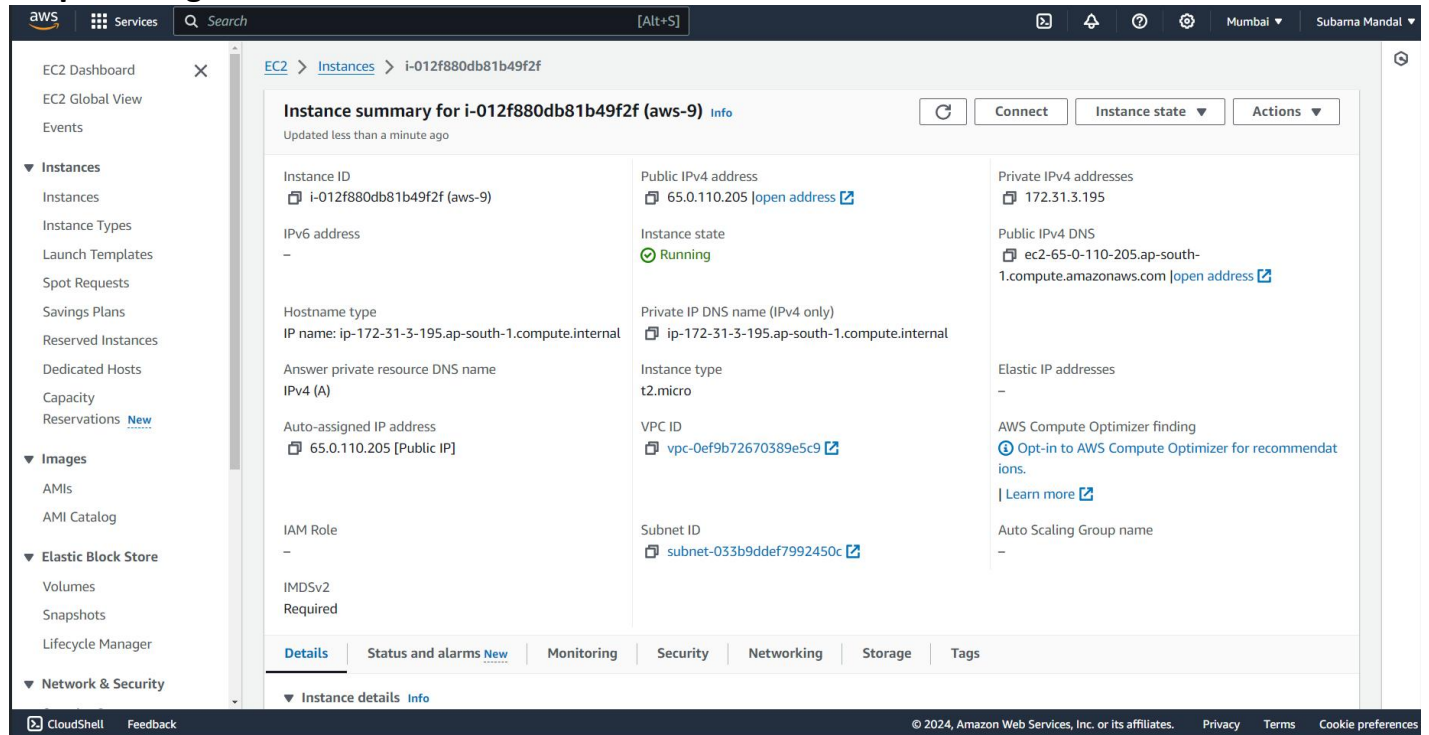 aws
Services
Search
[Alt+S]
Mumbai
Subarna Mandal
EC2 Dashboard
EC2 Global View
Events
Instances
Instances
Instance Types
Launch Templates
Spot Requests
Savings Plans
Reserved Instances
Dedicated Hosts
Capacity
Reservations New
Images
AMIs
AMI Catalog
Elastic Block Store
Volumes
Snapshots
Lifecycle Manager
Network & Security
EC2 > Instances > i-012f880db81b49f2f
Instance summary for i-012f880db81b49f2f (aws-9) Info
Updated less than a minute ago
Connect
Instance state
Actions
Instance ID
i-012f880db81b49f2f (aws-9)
Public IPv4 address
65.0.110.205 |open address
Private IPv4 addresses
172.31.3.195
IPv6 address
–
Instance state
Running
Public IPv4 DNS
ec2-65-0-110-205.ap-south-
1.compute.amazonaws.com |open address
Hostname type
IP name: ip-172-31-3-195.ap-south-1.compute.internal
Private IP DNS name (IPv4 only)
ip-172-31-3-195.ap-south-1.compute.internal
Answer private resource DNS name
IPv4 (A)
Instance type
t2.micro
Elastic IP addresses
–
Auto-assigned IP address
65.0.110.205 [Public IP]
VPC ID
vpc-0ef9b72670389e5c9
AWS Compute Optimizer finding
Opt-in to AWS Compute Optimizer for recommendat
ions.
| Learn more
IAM Role
–
Subnet ID
subnet-033b9ddef7992450c
Auto Scaling Group name
–
IMDSv2
Required
Details
Status and alarms New
Monitoring
Security
Networking
Storage
Tags
Instance details Info
CloudShell
Feedback
© 2024, Amazon Web Services, Inc. or its affiliates.
Privacy
Terms
Cookie preferences